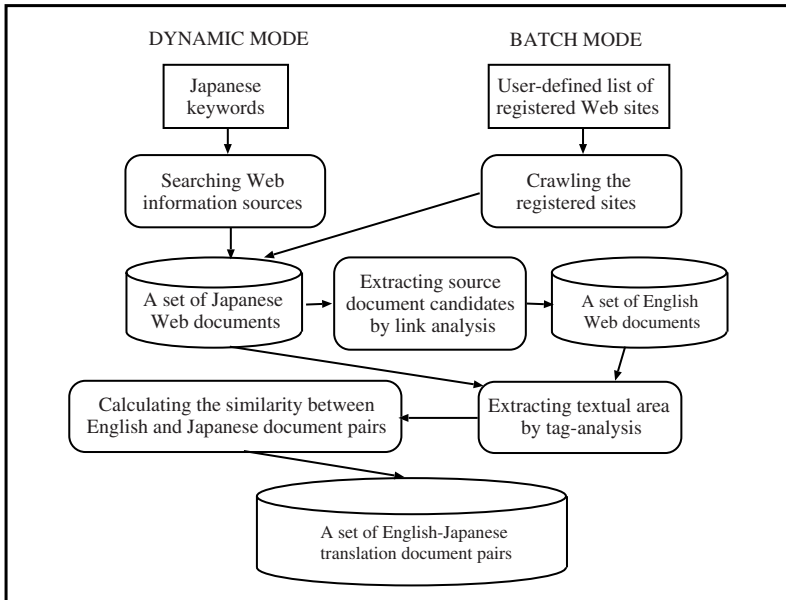 DYNAMIC MODE
BATCH MODE
Japanese
keywords
User-defined list of
registered Web sites
Searching Web
information sources
Crawling the
registered sites
A set of Japanese
Web documents
Extracting source
document candidates
by link analysis
A set of English
Web documents
Calculating the similarity between
English and Japanese document pairs
Extracting textual area
by tag-analysis
A set of English-Japanese
translation document pairs